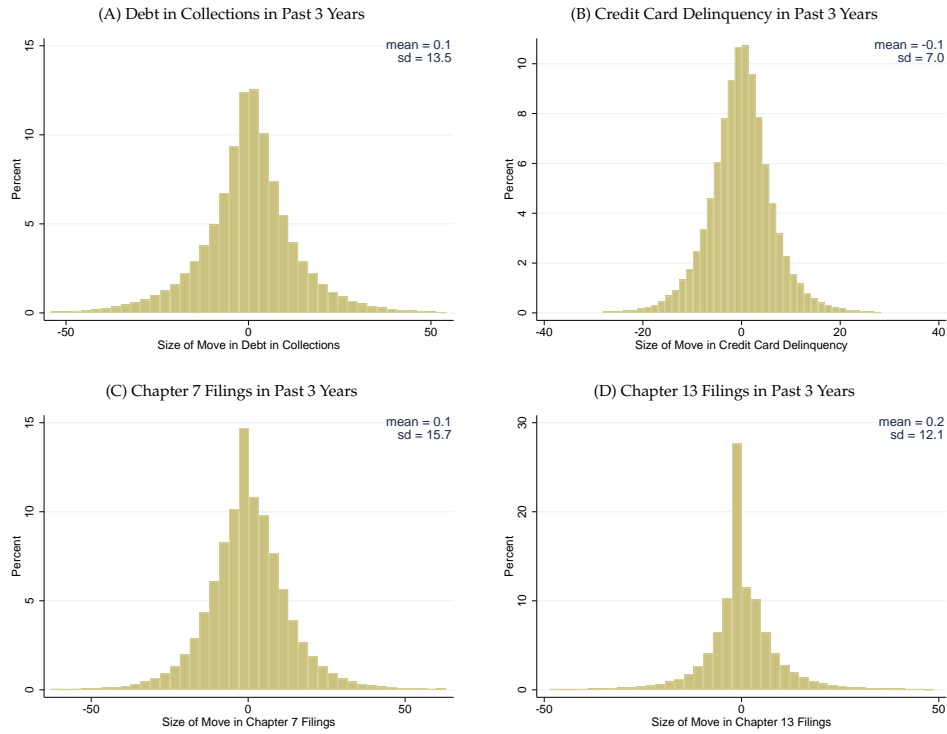 (A) Debt in Collections in Past 3 Years
mean = 0.1
sd = 13.5
15
10
5
0
Percent
-50
0
50
Size of Move in Debt in Collections
(B) Credit Card Delinquency in Past 3 Years
mean = -0.1
sd = 7.0
10
8
6
4
2
0
Percent
-40
-20
0
20
40
Size of Move in Credit Card Delinquency
(C) Chapter 7 Filings in Past 3 Years
mean = 0.1
sd = 15.7
15
10
5
0
Percent
-50
0
50
Size of Move in Chapter 7 Filings
(D) Chapter 13 Filings in Past 3 Years
mean = 0.2
sd = 12.1
30
20
10
0
Percent
-50
0
50
Size of Move in Chapter 13 Filings